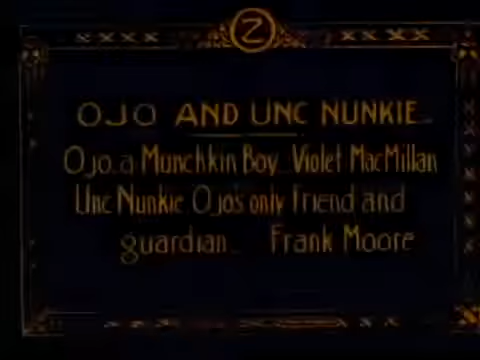 Z
OJO AND UNC NUNKIE
Ojo. a Munchkin Boy... Violet MacMillan
Unc Nunkie. Ojo's only friend and
guardian... Frank Moore